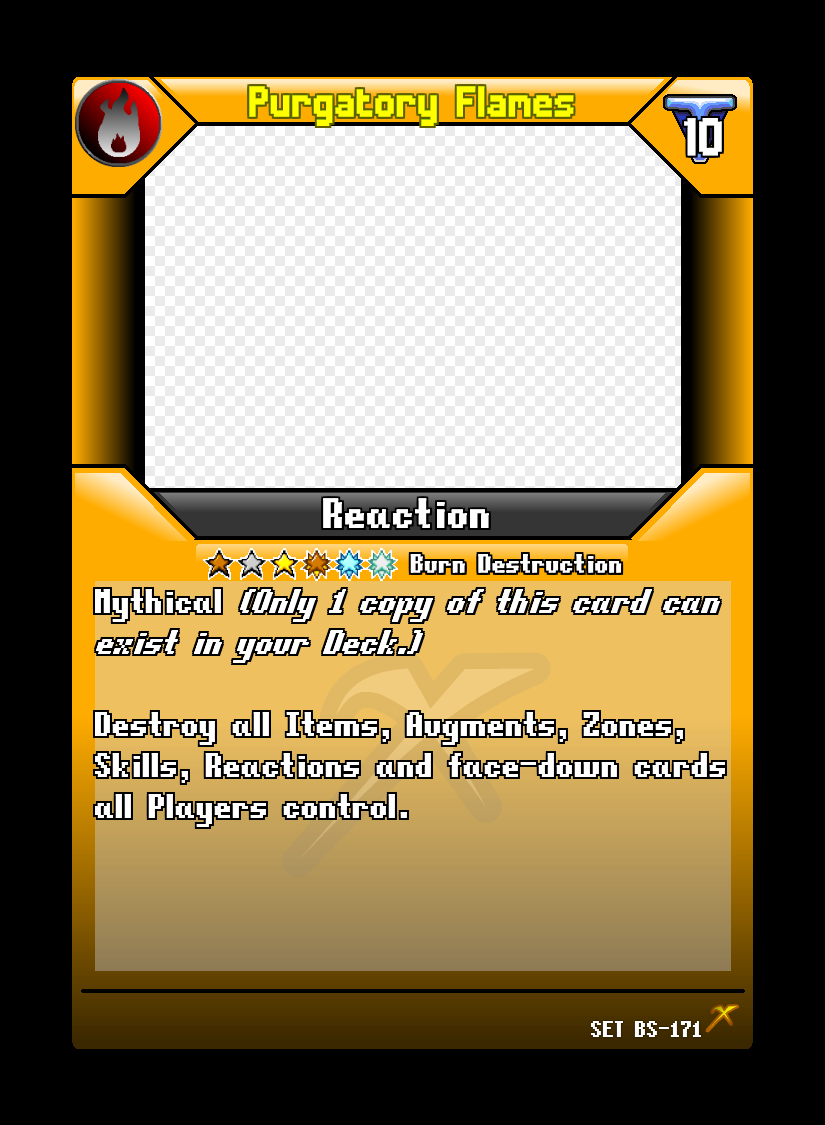 Purgatory Flames
10
Reaction
Burn Destruction
Mythical (Only 1 copy of this card can
exist in your Deck.)
Destroy all Items, Augments, Zones,
Skills, Reactions and face-down cards
all Players control.
SET BS-171